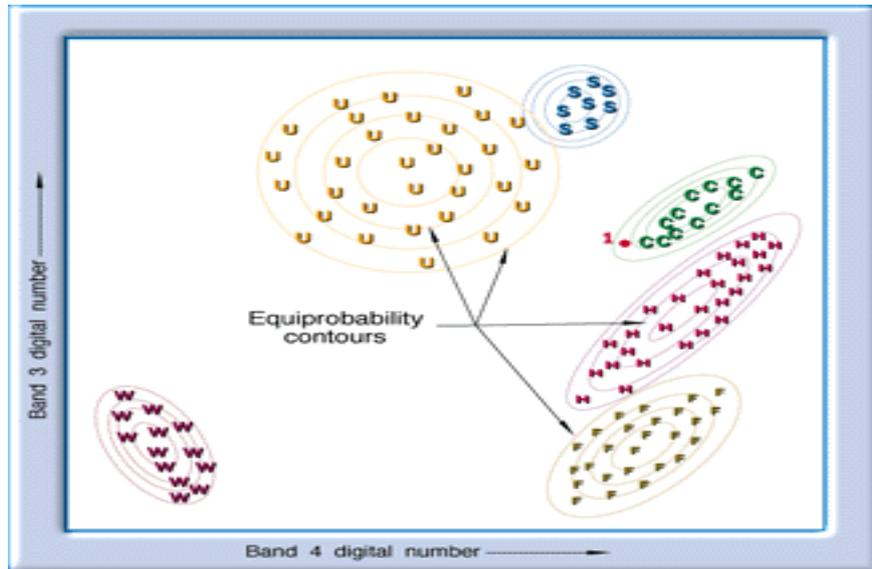 U U U U U U U U U U U U U U U U U U U U U U U U U U U U U U U
S S S S S S S S
C C C C C C C C C C C C C
1
H H H H H H H H H H H H H H H H H H H H H H H H H H
Equiprobability
contours
W W W W W W W W W W W W W
F F F F F F F F F F F F F F F F F F F F F F F F F F F
Band 3 digital number
Band 4 digital number